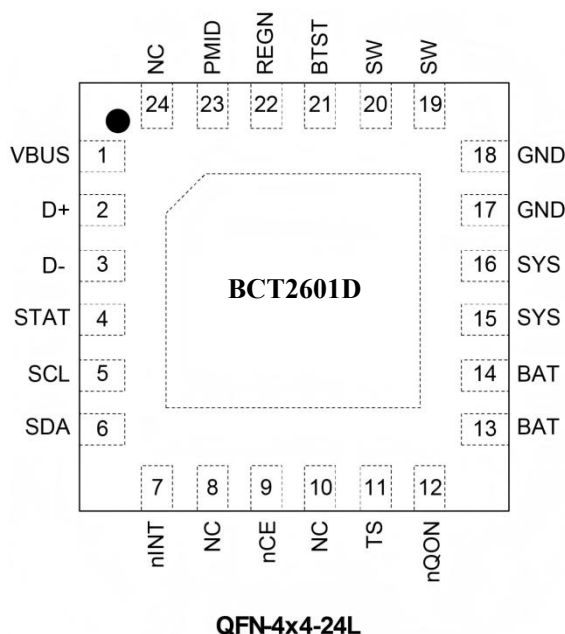 NC PMID REGN BTST SW SW
24 23 22 21 20 19
VBUS 1 18 GND
D+ 2 17 GND
D- 3 16 SYS
BCT2601D
STAT 4 15 SYS
SCL 5 14 BAT
SDA 6 13 BAT
7 8 9 10 11 12
nINT NC nCE NC TS nQON
QFN-4x4-24L